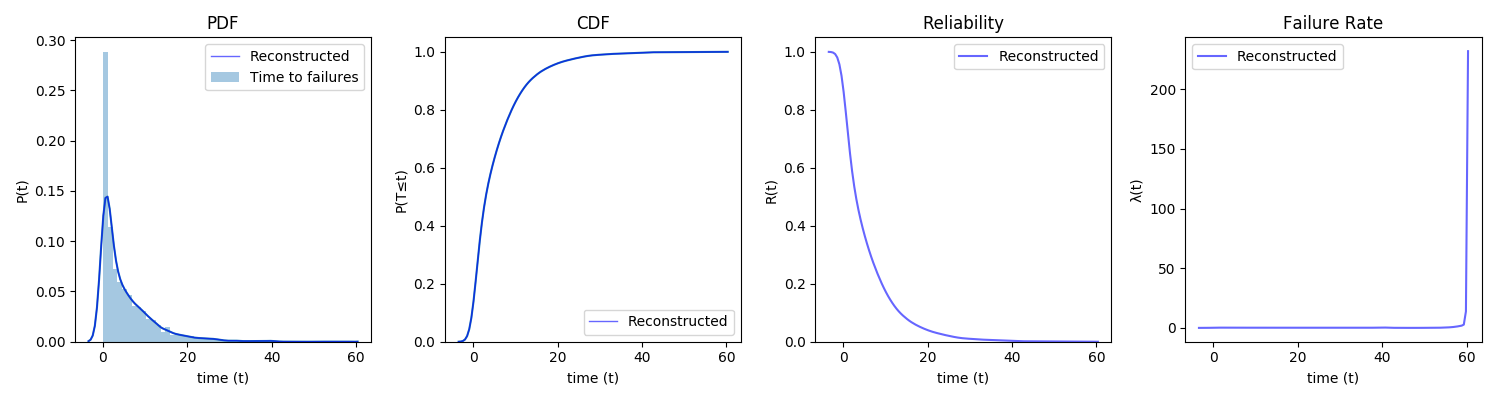 PDF
P(t)
0.30
0.25
0.20
0.15
0.10
0.05
0.00
Reconstructed
Time to failures
0
20
40
60
time (t)
CDF
P(T≤t)
1.0
0.8
0.6
0.4
0.2
0.0
Reconstructed
0
20
40
60
time (t)
Reliability
R(t)
1.0
0.8
0.6
0.4
0.2
0.0
Reconstructed
0
20
40
60
time (t)
Failure Rate
λ(t)
200
150
100
50
0
Reconstructed
0
20
40
60
time (t)